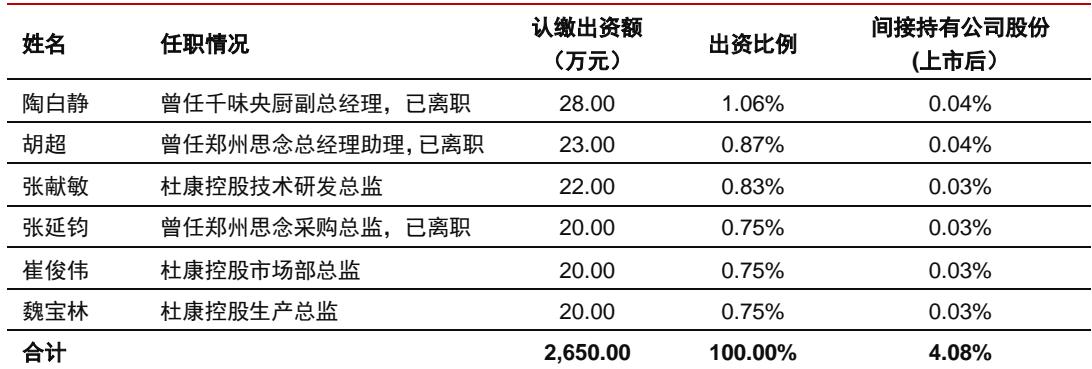 姓名 任职情况 认缴出资额（万元） 出资比例 间接持有公司股份(上市后）
陶白静 曾任千味央厨副总经理，已离职 28.00 1.06% 0.04%
胡超 曾任郑州思念总经理助理，已离职 23.00 0.87% 0.04%
张献敏 杜康控股技术研发总监 22.00 0.83% 0.03%
张延钧 曾任郑州思念采购总监，已离职 20.00 0.75% 0.03%
崔俊伟 杜康控股市场部总监 20.00 0.75% 0.03%
魏宝林 杜康控股生产总监 20.00 0.75% 0.03%
合计 2,650.00 100.00% 4.08%